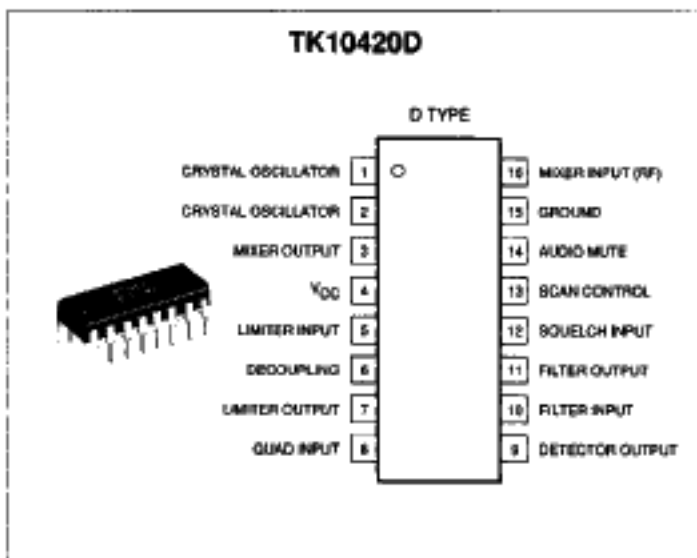 TK10420D
D TYPE
CRYSTAL OSCILLATOR 1
CRYSTAL OSCILLATOR 2
MIXER OUTPUT 3
VCC 4
LIMITER INPUT 5
DECOUPLING 6
LIMITER OUTPUT 7
QUAD INPUT 8
16 MIXER INPUT (RF)
15 GROUND
14 AUDIO MUTE
13 SCAN CONTROL
12 SQUELCH INPUT
11 FILTER OUTPUT
10 FILTER INPUT
9 DETECTOR OUTPUT